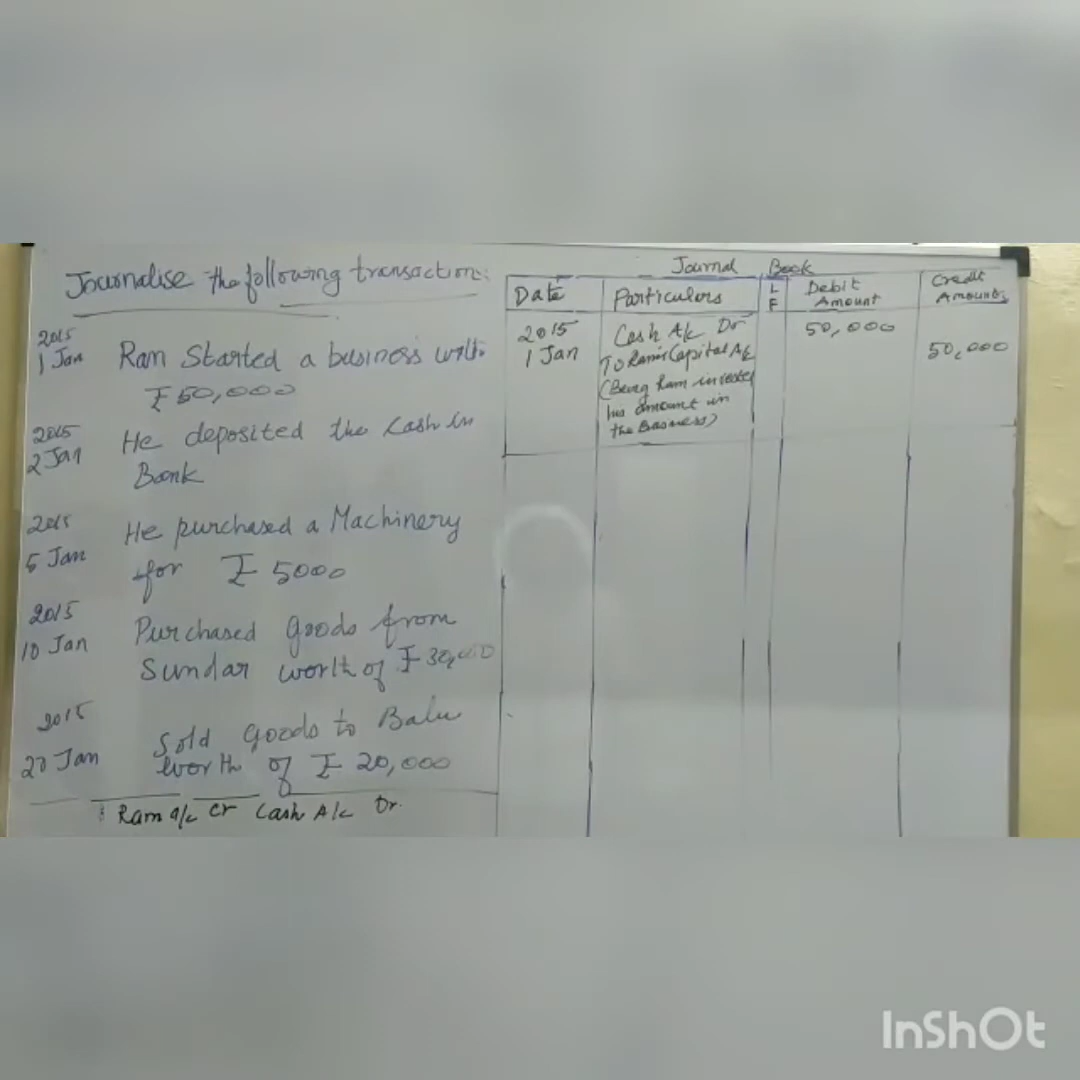 Journalise the following transaction:
2015
1 Jan Ram Started a business with
₹ 50,000
2015
2 Jan He deposited the cash in
Bank
2015
5 Jan He purchased a Machinery
for ₹ 5000
2015
10 Jan Purchased goods from
Sundar worth of ₹ 30,000
2015
20 Jan Sold goods to Balu
worth of ₹ 20,000
Ram a/c Cr Cash A/c Dr.
Journal Book
Date Particulars L F Debit Amount Credit Amount
2015 Cash A/c Dr 50,000
1 Jan To Ram's Capital A/c 50,000
(Being Ram invested
his amount in
the Business)
InShOt